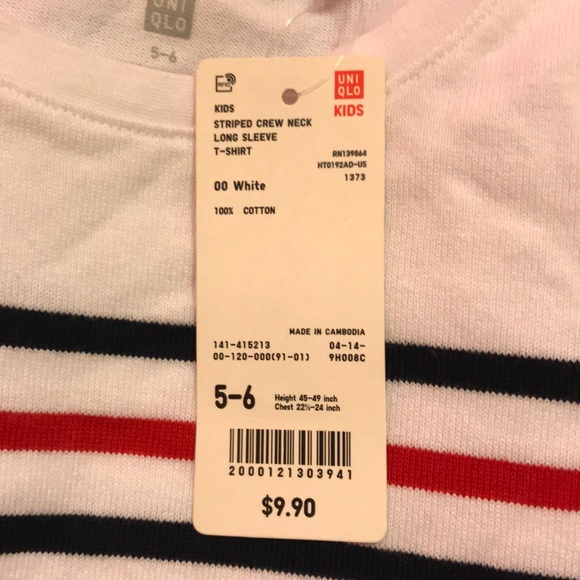 UNI
QLO
5-6
RFID
UNI
QLO
KIDS
KIDS
STRIPED CREW NECK
LONG SLEEVE
T-SHIRT
RN139864
HT0192AD-US
1373
00 White
100% COTTON
MADE IN CAMBODIA
141-415213 04-14-
00-120-000(91-01) 9H008C
5-6 Height 45-49 inch
Chest 22½-24 inch
2000121303941
$9.90